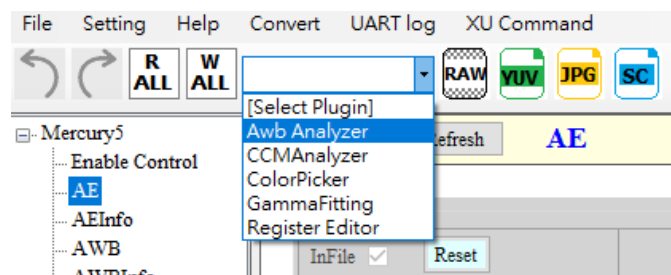 File Setting Help Convert UART log XU Command
R ALL W ALL RAW YUV JPG SC
[Select Plugin]
Awb Analyzer
CCMAnalyzer
ColorPicker
GammaFitting
Register Editor
Mercury5
Enable Control
AE
AEInfo
AWB
efresh AE
InFile Reset